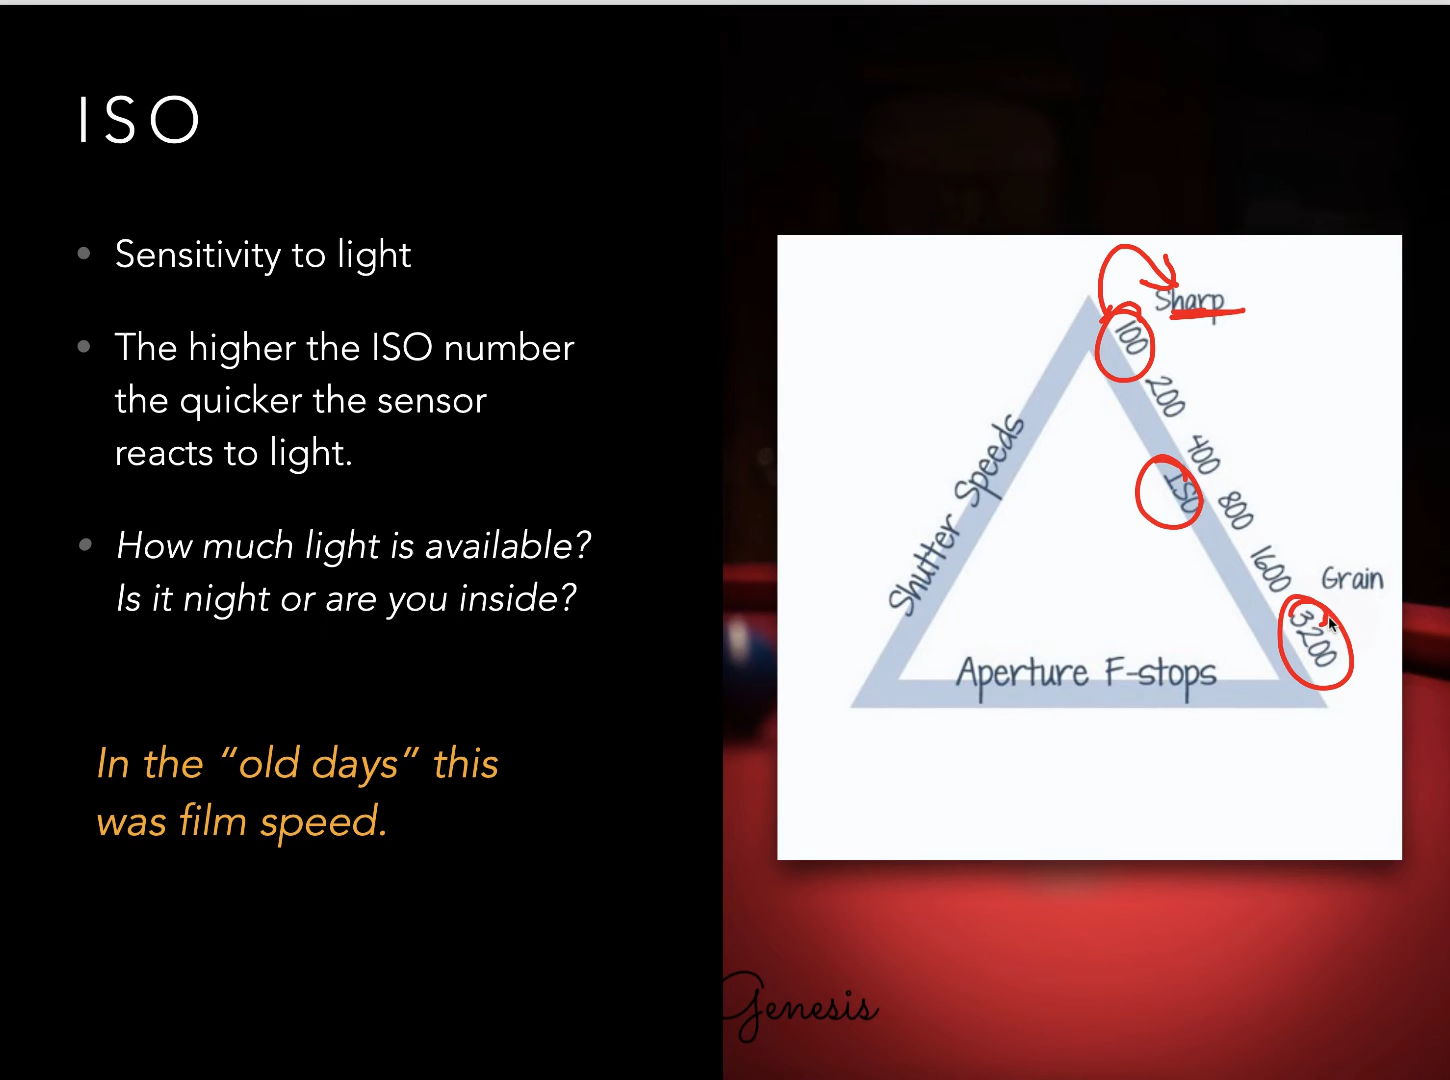 ISO
Sensitivity to light
The higher the ISO number
the quicker the sensor
reacts to light.
How much light is available?
Is it night or are you inside?
In the “old days” this
was film speed.
Sharp
100
200
400
ISO
800
1600
Grain
3200
Shutter Speeds
Aperture F-stops
Genesis